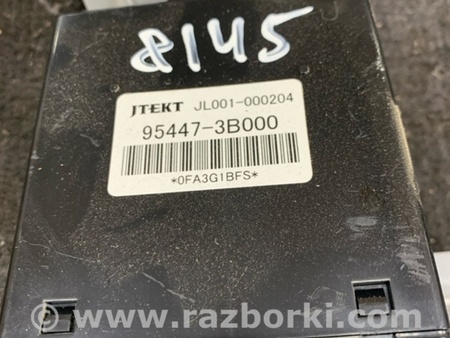 8145
JTEKT JL001-000204
95447-3B000
*0FA3G1BFS*
© www.razborki.com